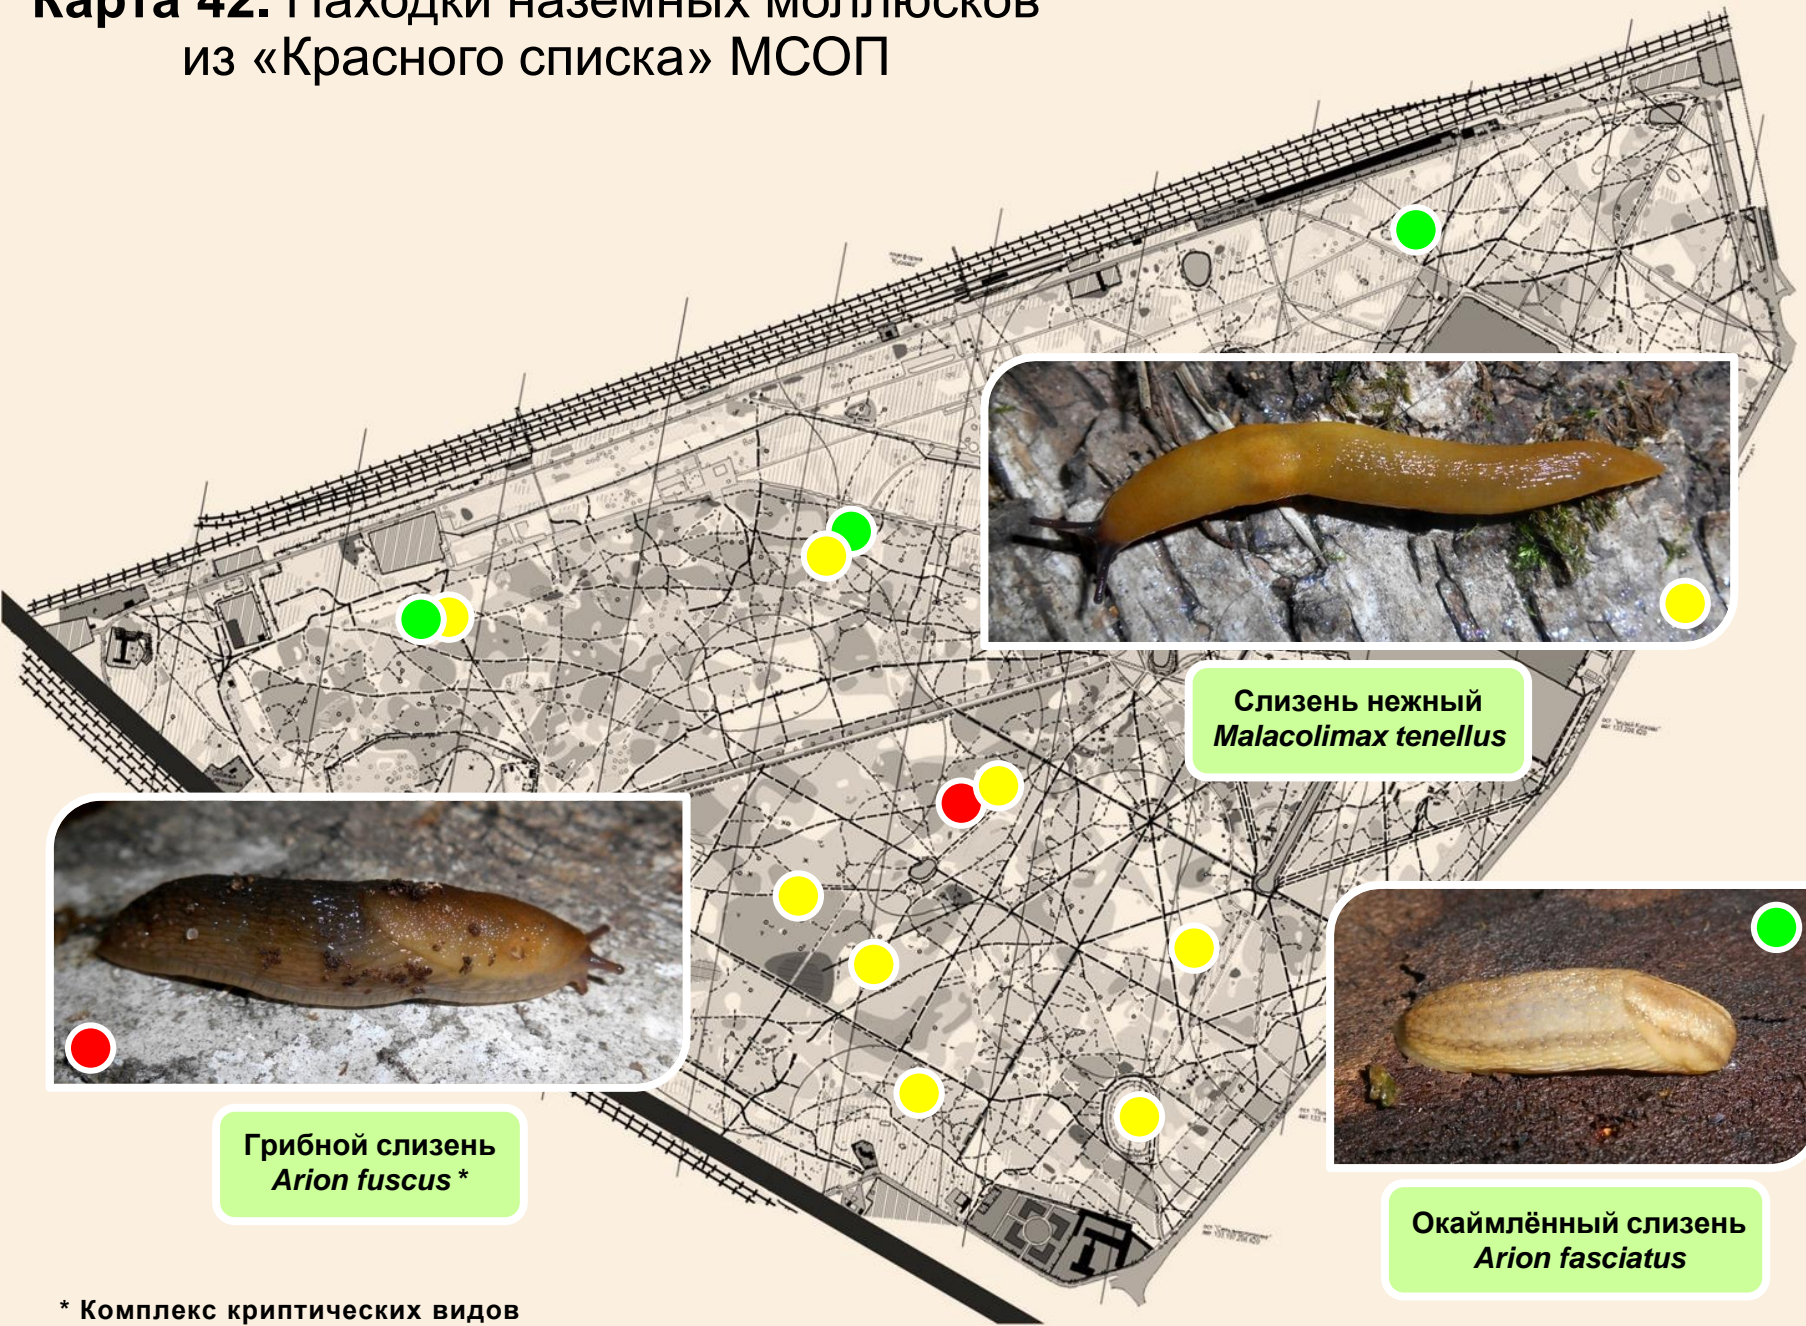 Карта 42. Находки наземных моллюсков
из «Красного списка» МСОП
Слизень нежный
Malacolimax tenellus
Грибной слизень
Arion fuscus *
Окаймлённый слизень
Arion fasciatus
* Комплекс криптических видов